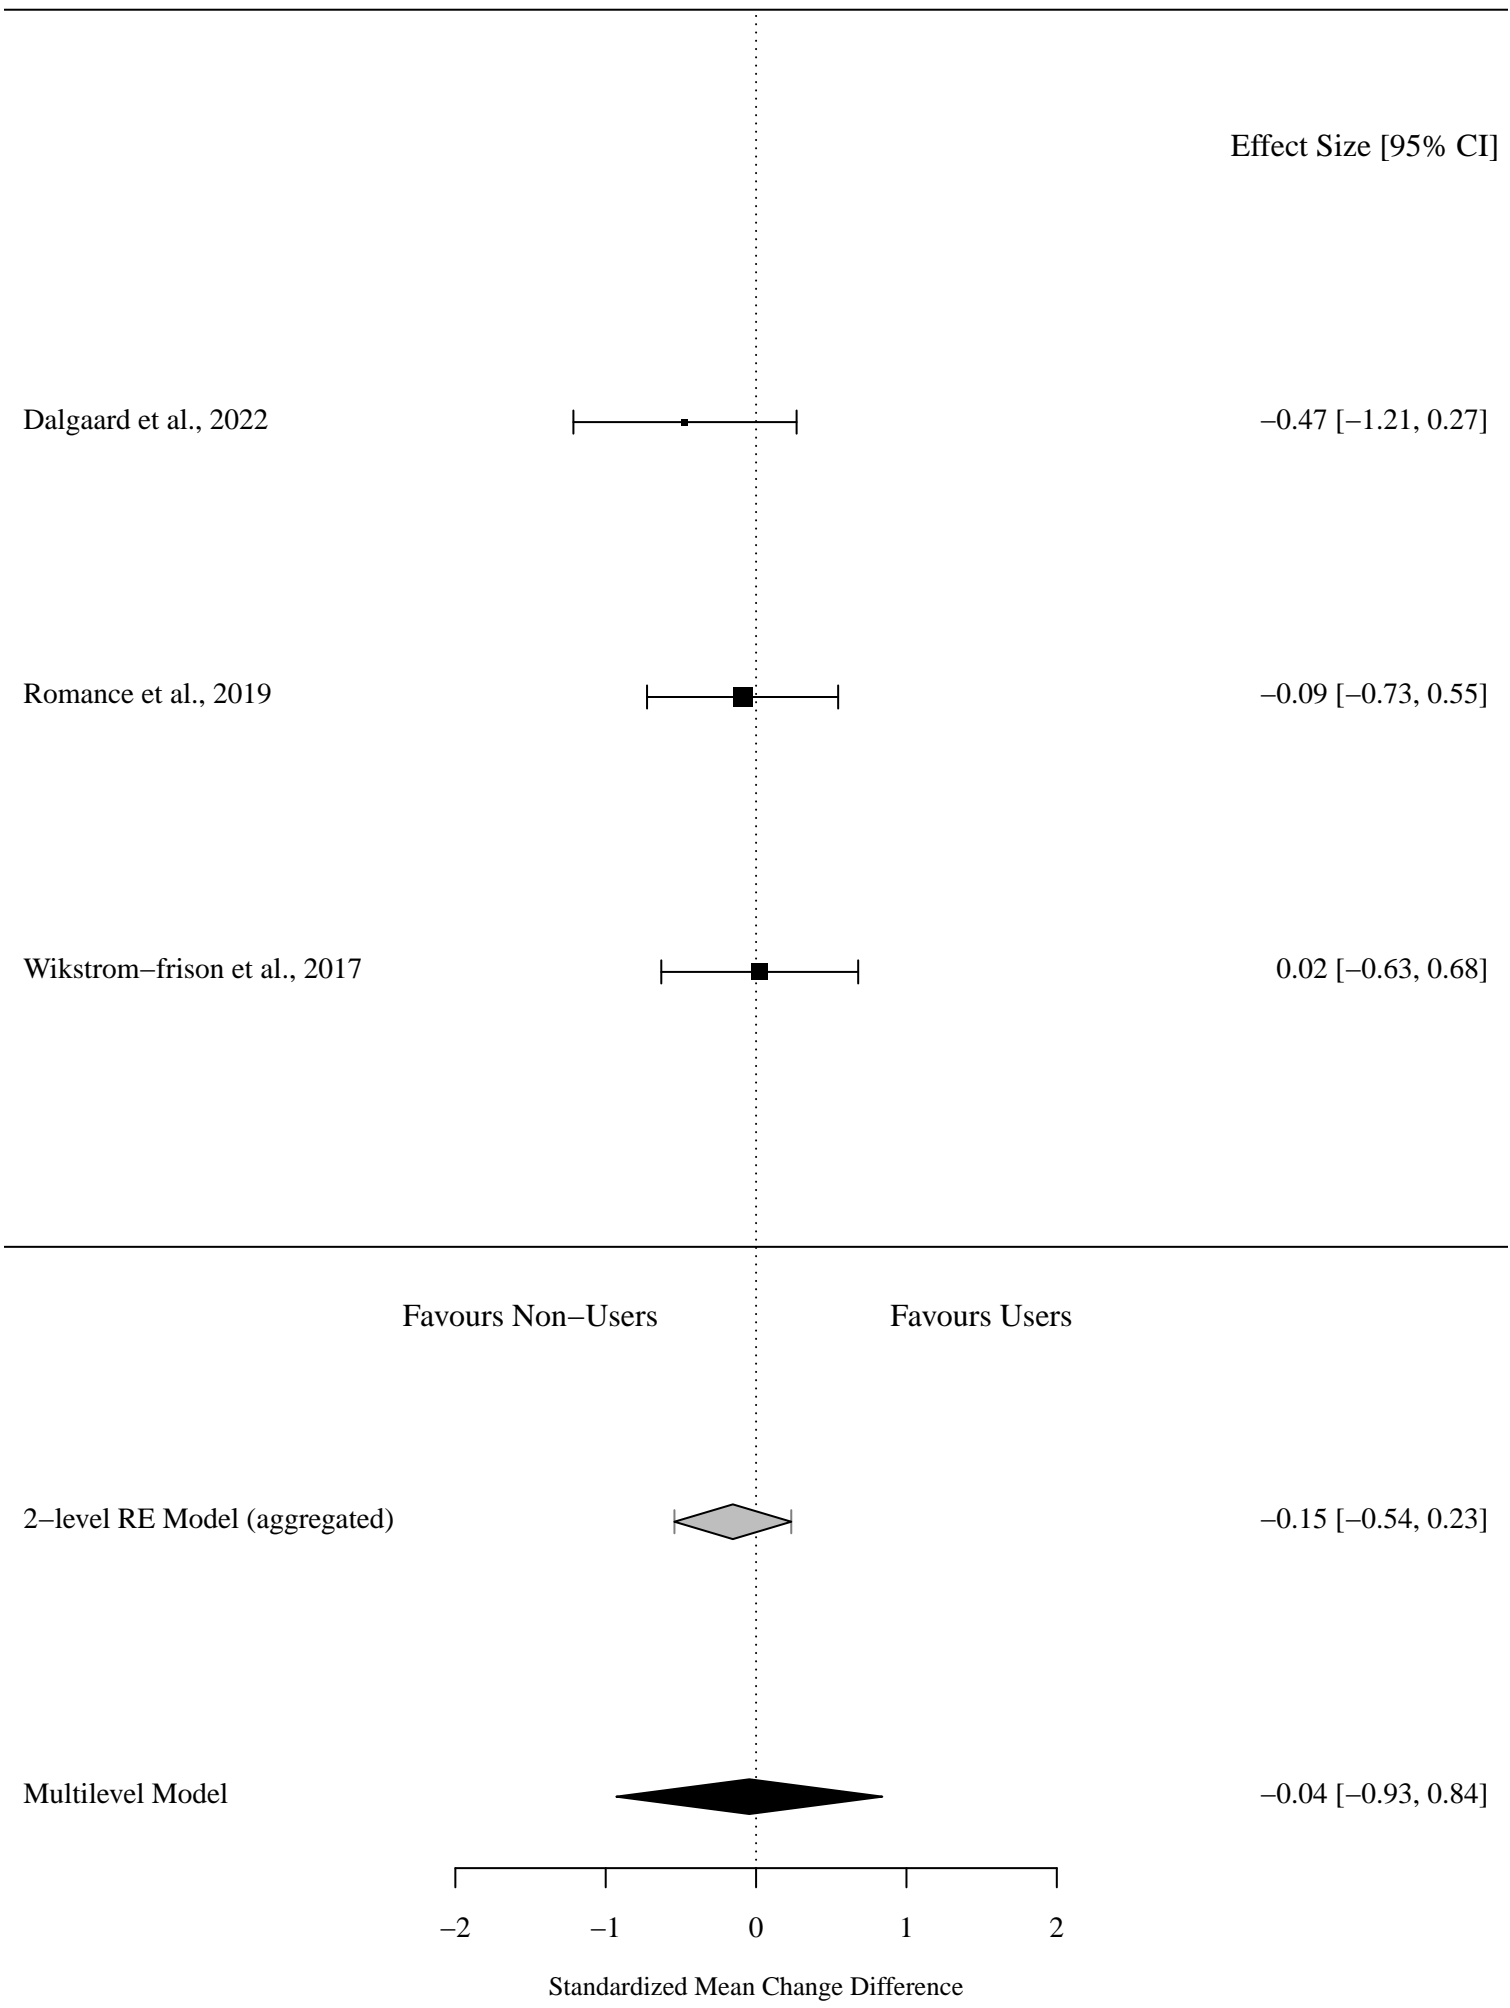 Effect Size [95% CI]
Dalgaard et al., 2022 −0.47 [−1.21, 0.27]
Romance et al., 2019 −0.09 [−0.73, 0.55]
Wikstrom−frison et al., 2017 0.02 [−0.63, 0.68]
Favours Non−Users Favours Users
2−level RE Model (aggregated) −0.15 [−0.54, 0.23]
Multilevel Model −0.04 [−0.93, 0.84]
−2 −1 0 1 2
Standardized Mean Change Difference